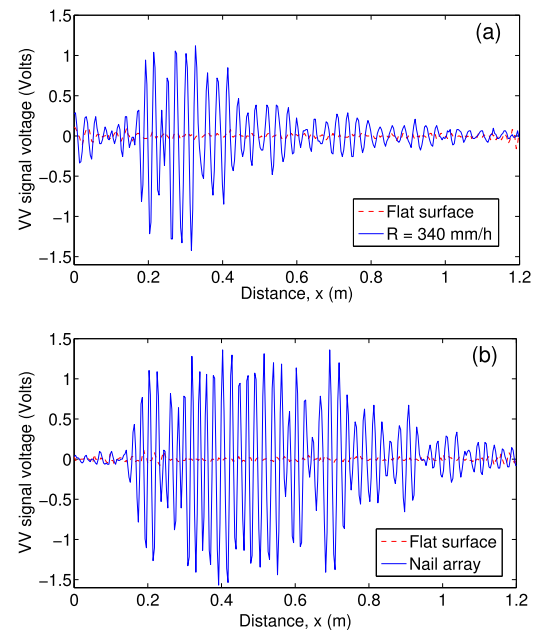 (a)
VV signal voltage (Volts)
1.5
1
0.5
0
−0.5
−1
−1.5
Flat surface
R = 340 mm/h
0 0.2 0.4 0.6 0.8 1 1.2
Distance, x (m)
(b)
VV signal voltage (Volts)
1.5
1
0.5
0
−0.5
−1
−1.5
Flat surface
Nail array
0 0.2 0.4 0.6 0.8 1 1.2
Distance, x (m)